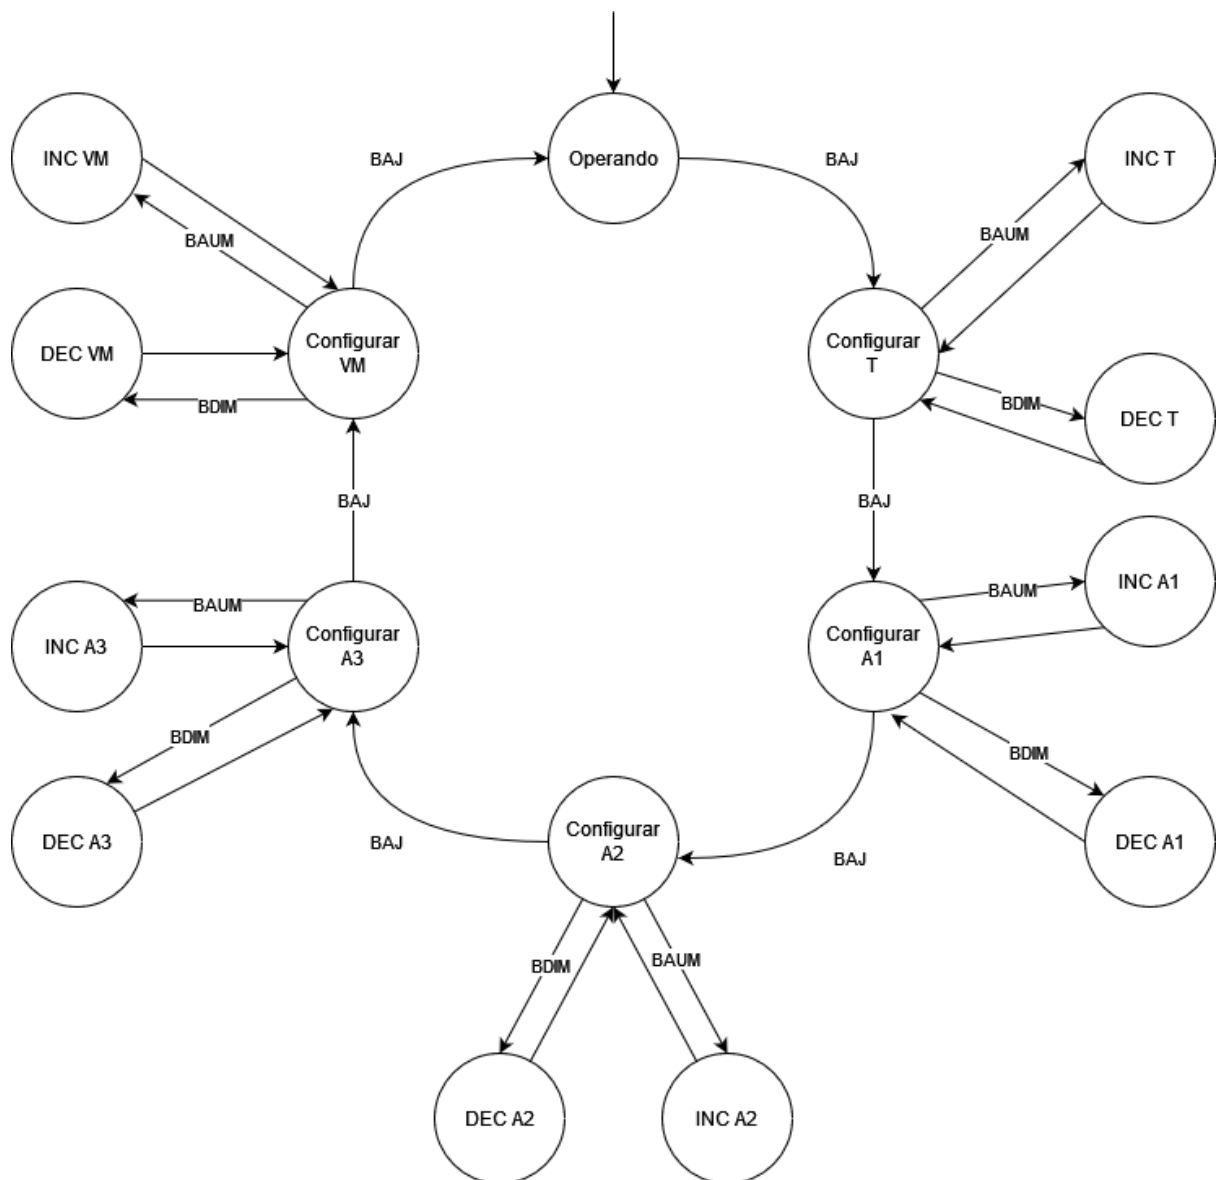 INC VM
BAJ
Operando
BAJ
INC T
BAUM
BAUM
DEC VM
Configurar
VM
Configurar
T
BDIM
BDIM
DEC T
BAJ
BAJ
INC A1
BAUM
BAUM
INC A3
Configurar
A3
Configurar
A1
BDIM
BDIM
DEC A3
BAJ
Configurar
A2
BAJ
DEC A1
BDIM
BAUM
DEC A2
INC A2